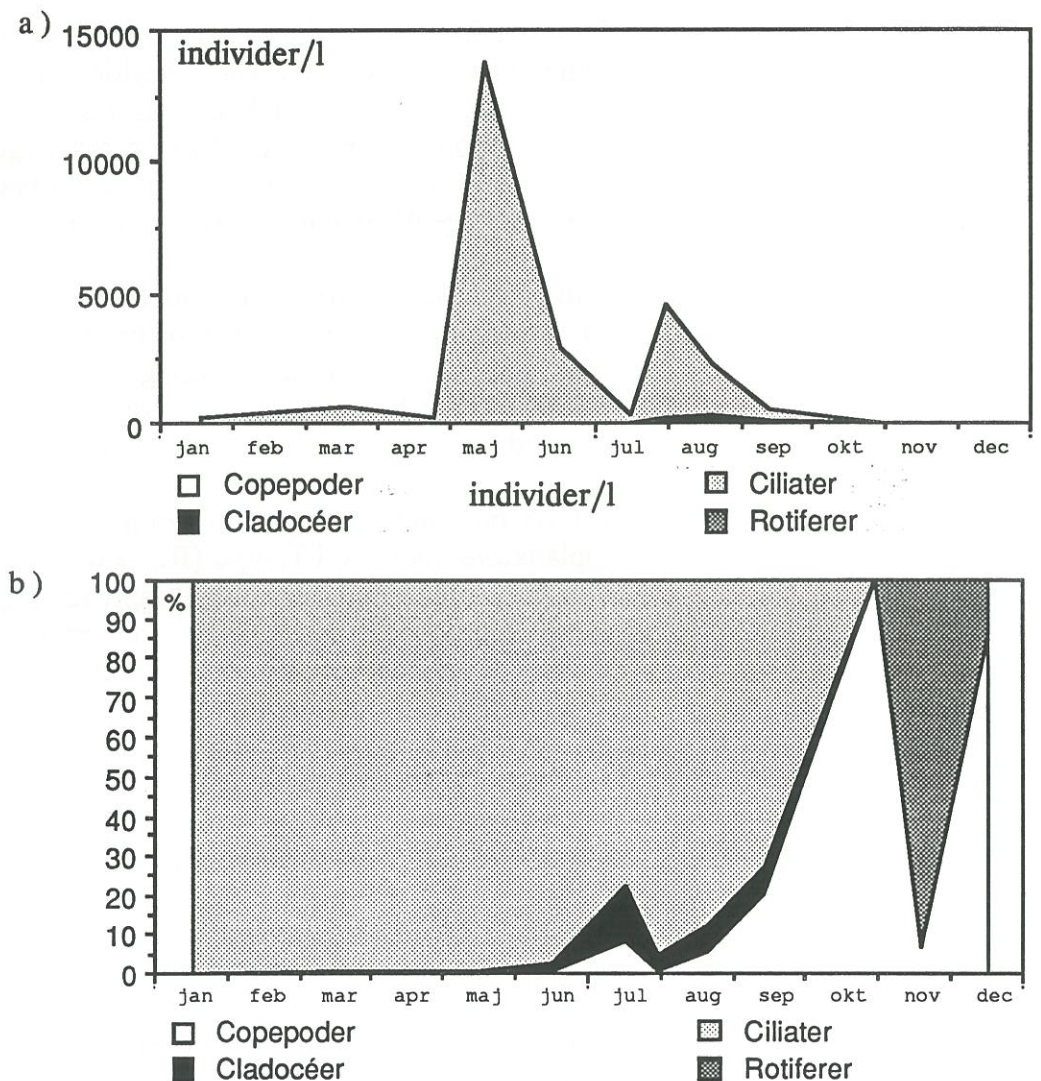 a)
individer/l
15000
10000
5000
0
jan feb mar apr maj jun jul aug sep okt nov dec
Copepoder Ciliater
individer/l
Cladocéer Rotiferer
b)
%
100
90
80
70
60
50
40
30
20
10
0
jan feb mar apr maj jun jul aug sep okt nov dec
Copepoder Ciliater
Cladocéer Rotiferer